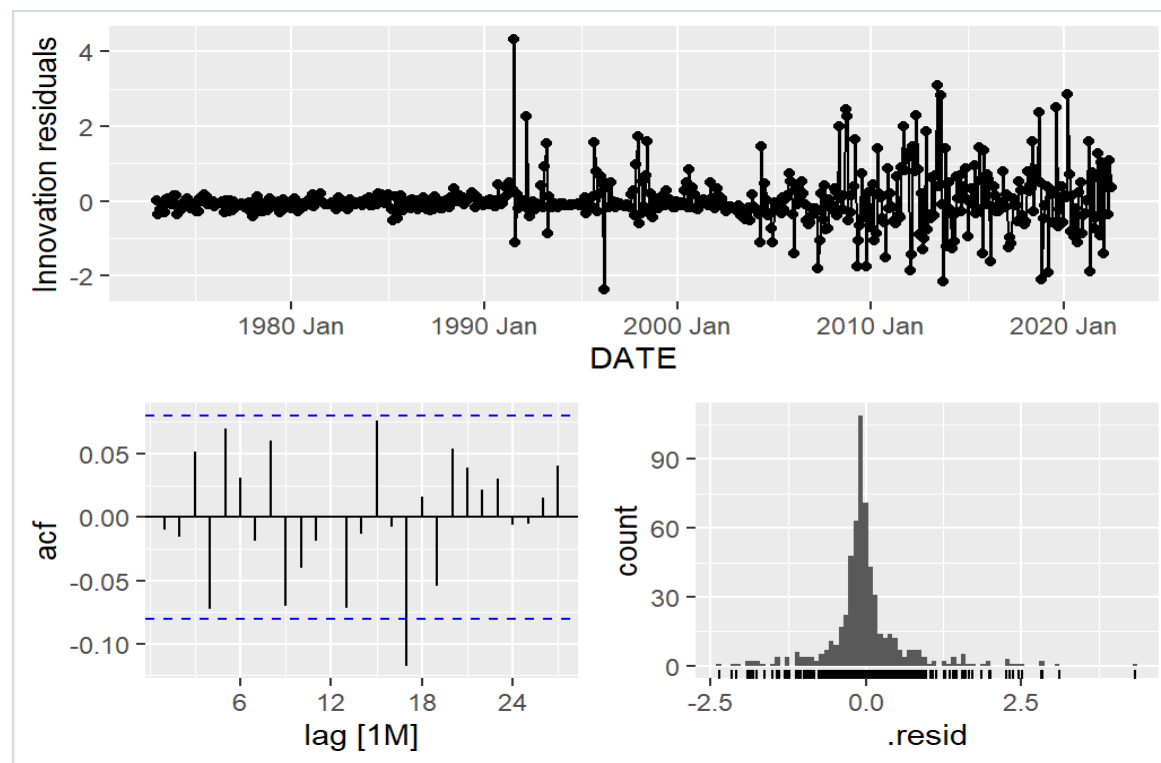 Innovation residuals
4
2
0
-2
1980 Jan 1990 Jan 2000 Jan 2010 Jan 2020 Jan
DATE
acf
0.05
0.00
-0.05
-0.10
6 12 18 24
lag [1M]
count
90
60
30
0
-2.5 0.0 2.5
.resid